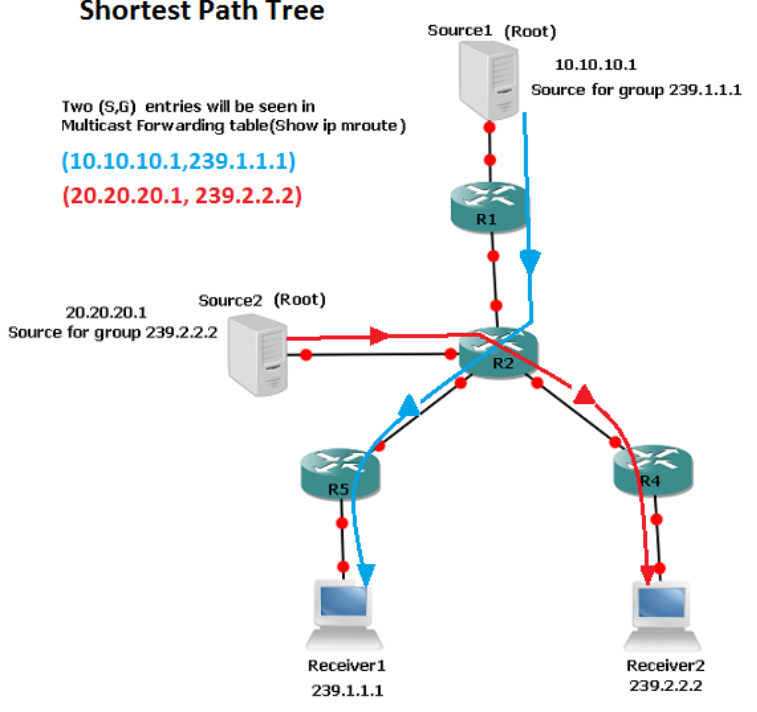 Shortest Path Tree
Source1 (Root)
10.10.10.1
Source for group 239.1.1.1
Two (S,G) entries will be seen in
Multicast Forwarding table(Show ip mroute)
(10.10.10.1,239.1.1.1)
(20.20.20.1, 239.2.2.2)
R1
Source2 (Root)
20.20.20.1
Source for group 239.2.2.2
R2
R5
R4
Receiver1
239.1.1.1
Receiver2
239.2.2.2